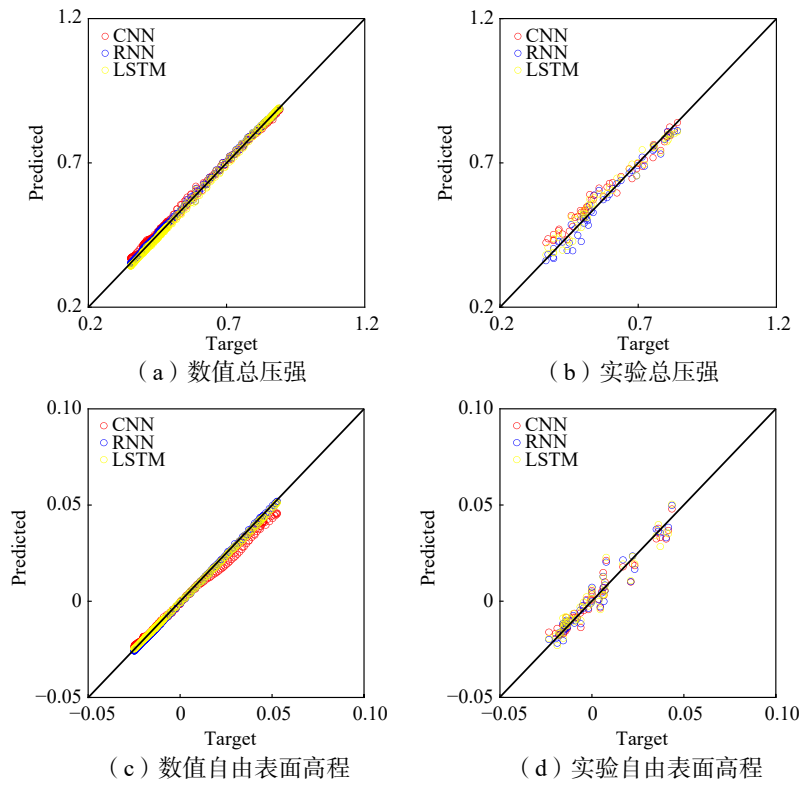 1.2
CNN
RNN
LSTM
Predicted
0.7
0.2
0.2 0.7 1.2
Target
（a）数值总压强
1.2
CNN
RNN
LSTM
Predicted
0.7
0.2
0.2 0.7 1.2
Target
（b）实验总压强
0.10
CNN
RNN
LSTM
0.05
Predicted
0
−0.05
−0.05 0 0.05 0.10
Target
（c）数值自由表面高程
0.10
CNN
RNN
LSTM
0.05
Predicted
0
−0.05
−0.05 0 0.05 0.10
Target
（d）实验自由表面高程